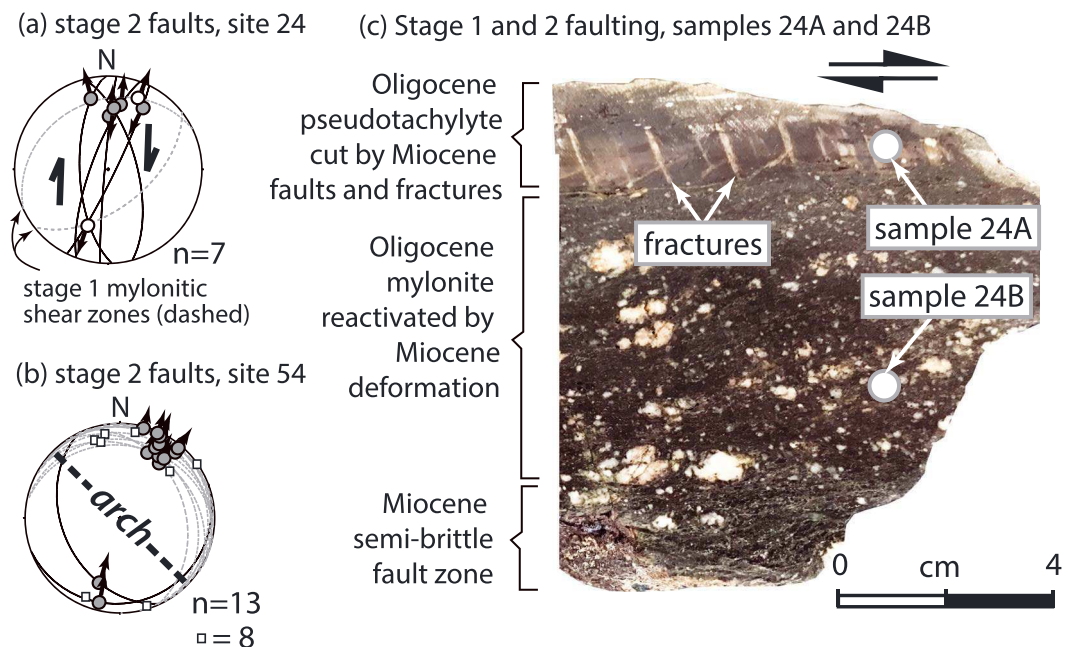 (a) stage 2 faults, site 24
N
n=7
stage 1 mylonitic
shear zones (dashed)
(b) stage 2 faults, site 54
N
arch
n=13
□ = 8
(c) Stage 1 and 2 faulting, samples 24A and 24B
Oligocene
pseudotachylyte
cut by Miocene
faults and fractures
Oligocene
mylonite
reactivated by
Miocene
deformation
Miocene
semi-brittle
fault zone
fractures
sample 24A
sample 24B
0 cm 4